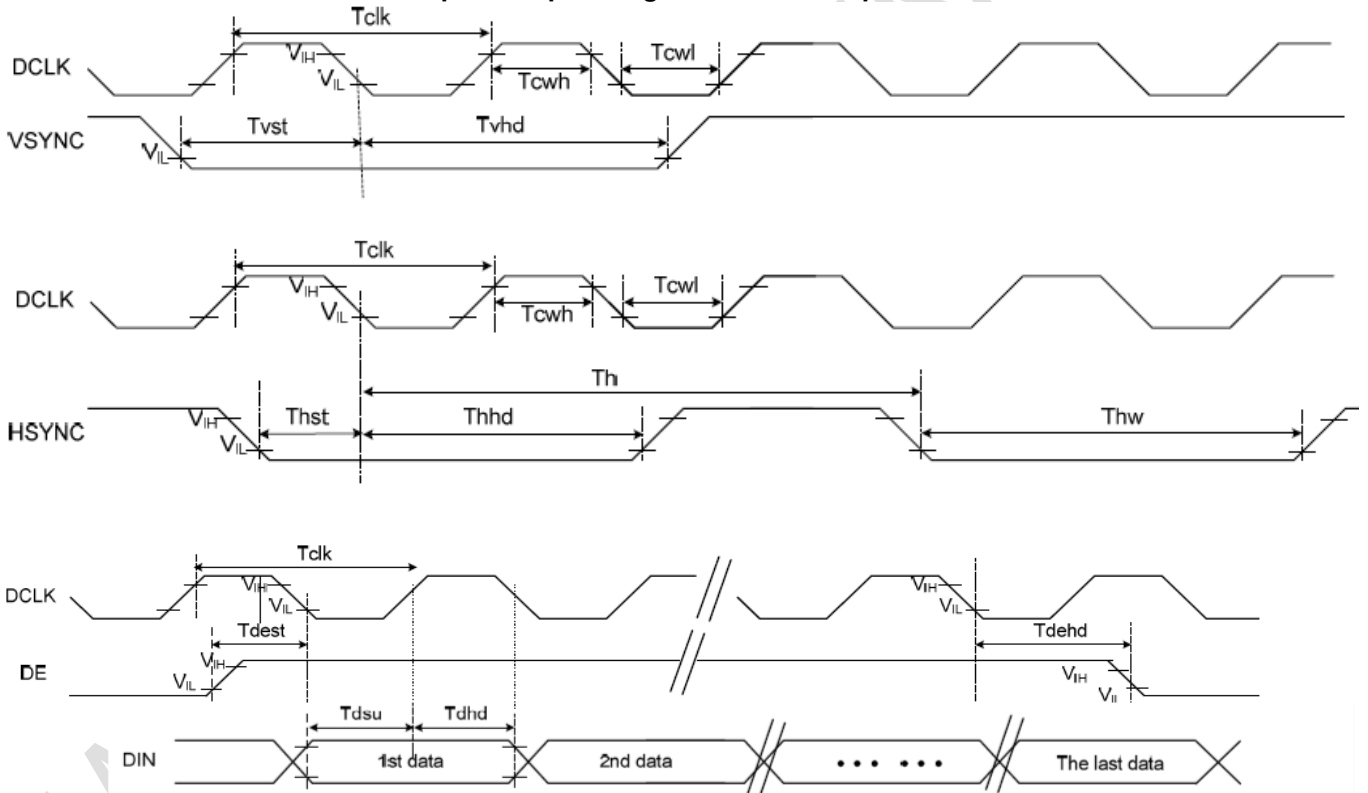 Tclk
DCLK
VIH
VIL
Tcwh
Tcwl
VSYNC
VIL
Tvst
Tvhd
Tclk
DCLK
VIH
VIL
Tcwh
Tcwl
Th
HSYNC
VIH
VIL
Thst
Thhd
Thw
Tclk
DCLK
VIH
VIL
VIH
VIL
Tdest
Tdehd
DE
VIH
VIL
VIH
Tdsu
Tdhd
DIN
1st data
2nd data
• • • • • •
The last data